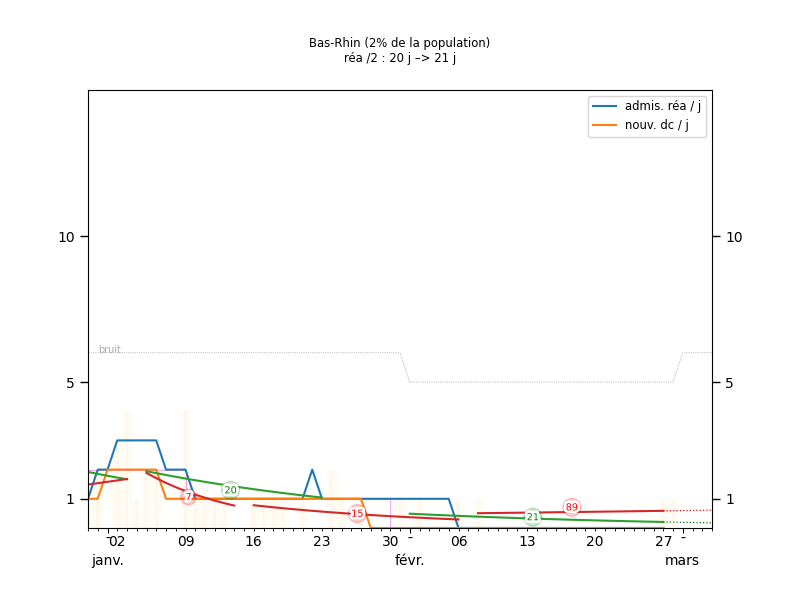 Bas-Rhin (2% de la population)
réa /2 : 20 j –> 21 j
admis. réa / j
nouv. dc / j
10
10
bruit
5
5
1
1
20
7
15
89
21
02
09
16
23
30
06
13
20
27
janv.
févr.
mars